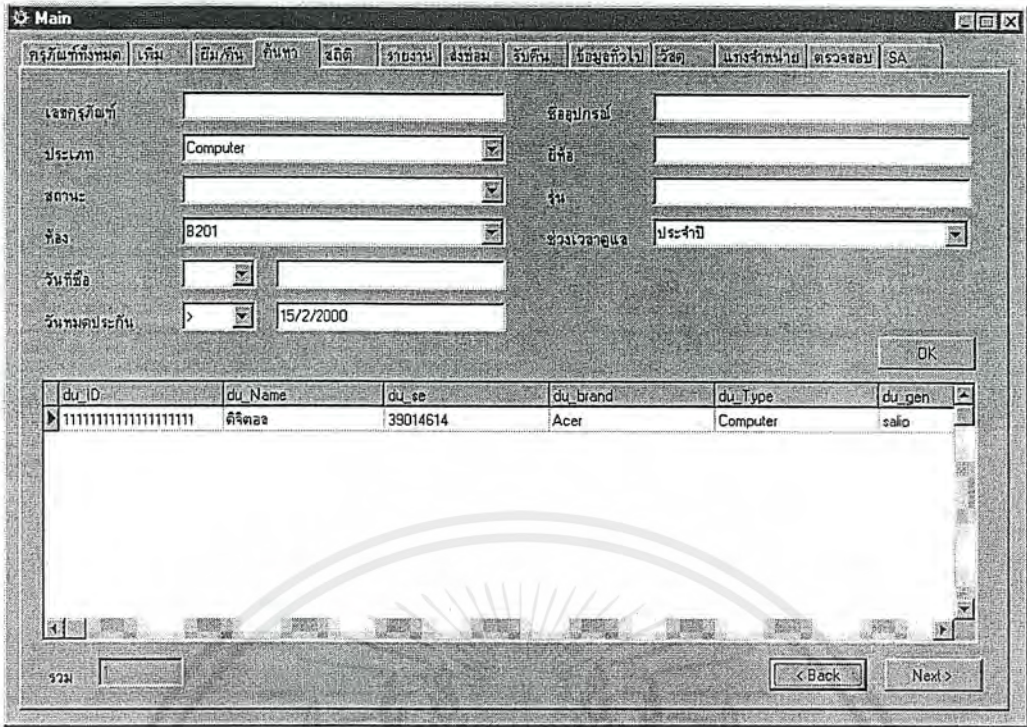 Main
ครุภัณฑ์ทั้งหมด เพิ่ม ยืม/คืน ค้นหา สถิติ รายงาน ส่งซ่อม รับคืน ข้อมูลทั่วไป วัสดุ แทงจำหน่าย ตรวจสอบ SA
เลขครุภัณฑ์ ชื่ออุปกรณ์
ประเภท Computer ยี่ห้อ
สถานะ รุ่น
ห้อง B201 ช่วงเวลาดูแล ประจำปี
วันที่ซื้อ
วันหมดประกัน > 15/2/2000
OK
du_ID du_Name du_se du_brand du_Type du_gen
ดิจิตอล 39014614 Acer Computer salio
รวม < Back Next >